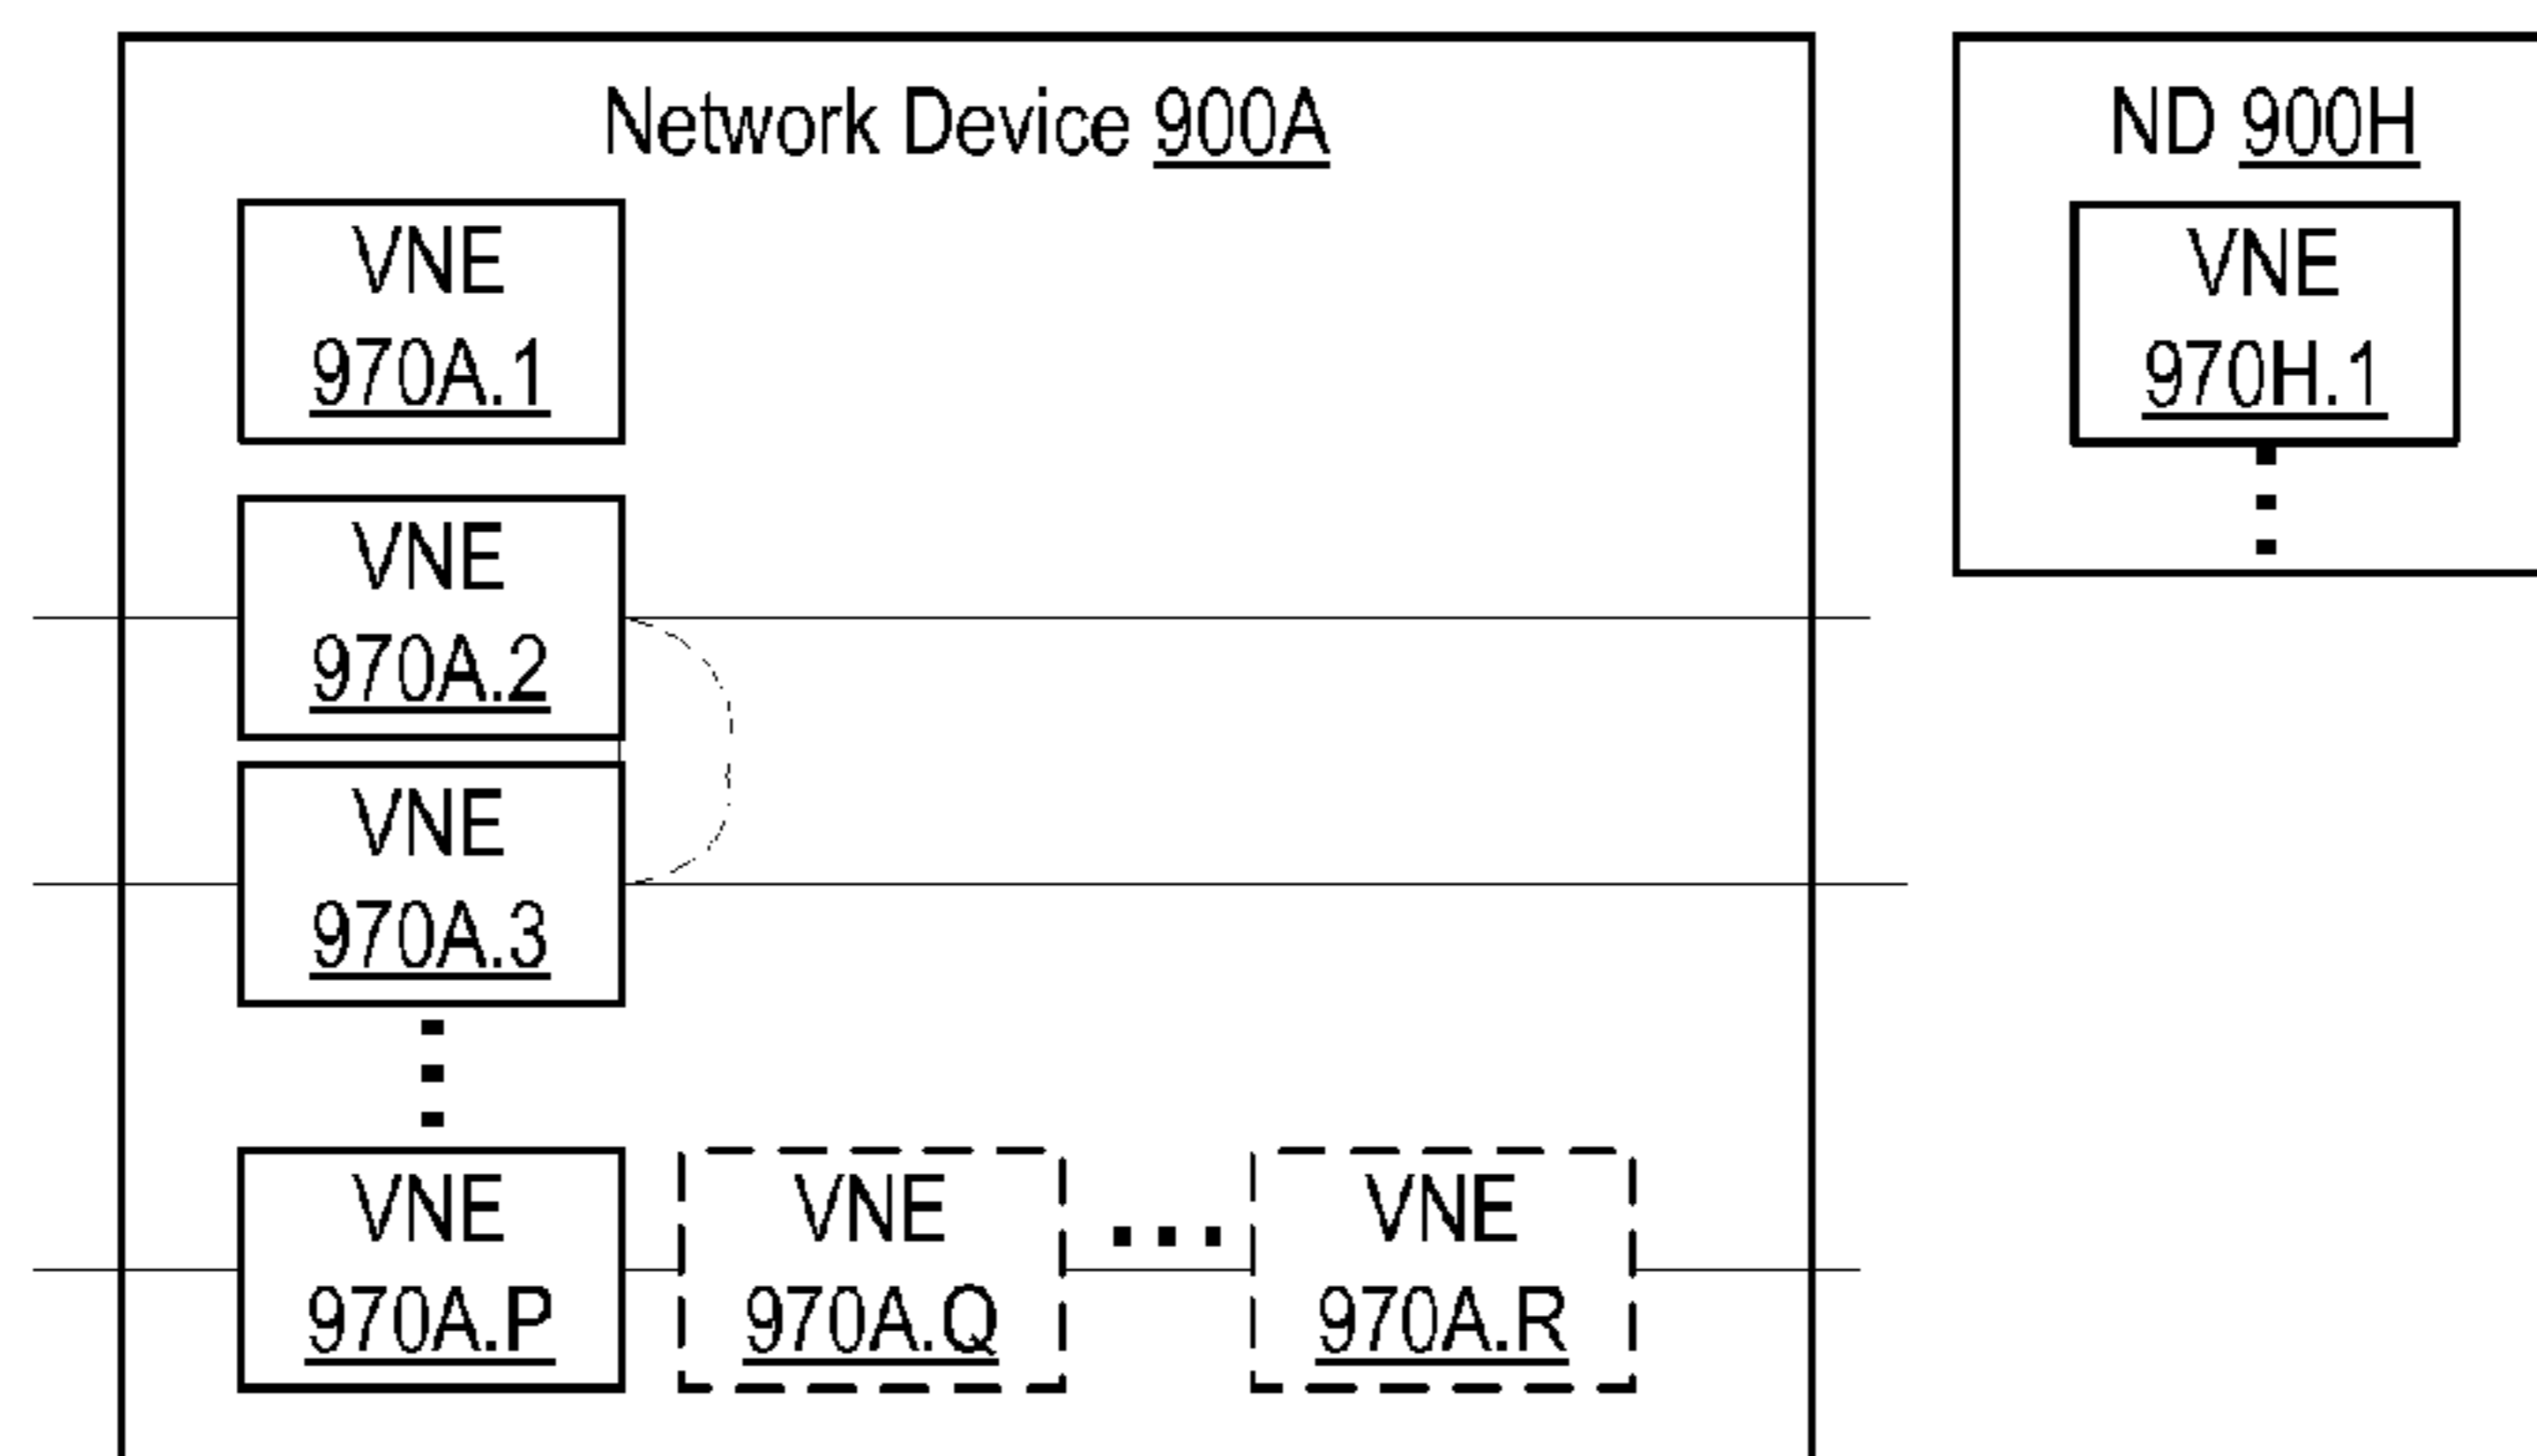 Network Device 900A
VNE
970A.1
VNE
970A.2
VNE
970A.3
VNE
970A.P
VNE
970A.Q
...
VNE
970A.R
ND 900H
VNE
970H.1